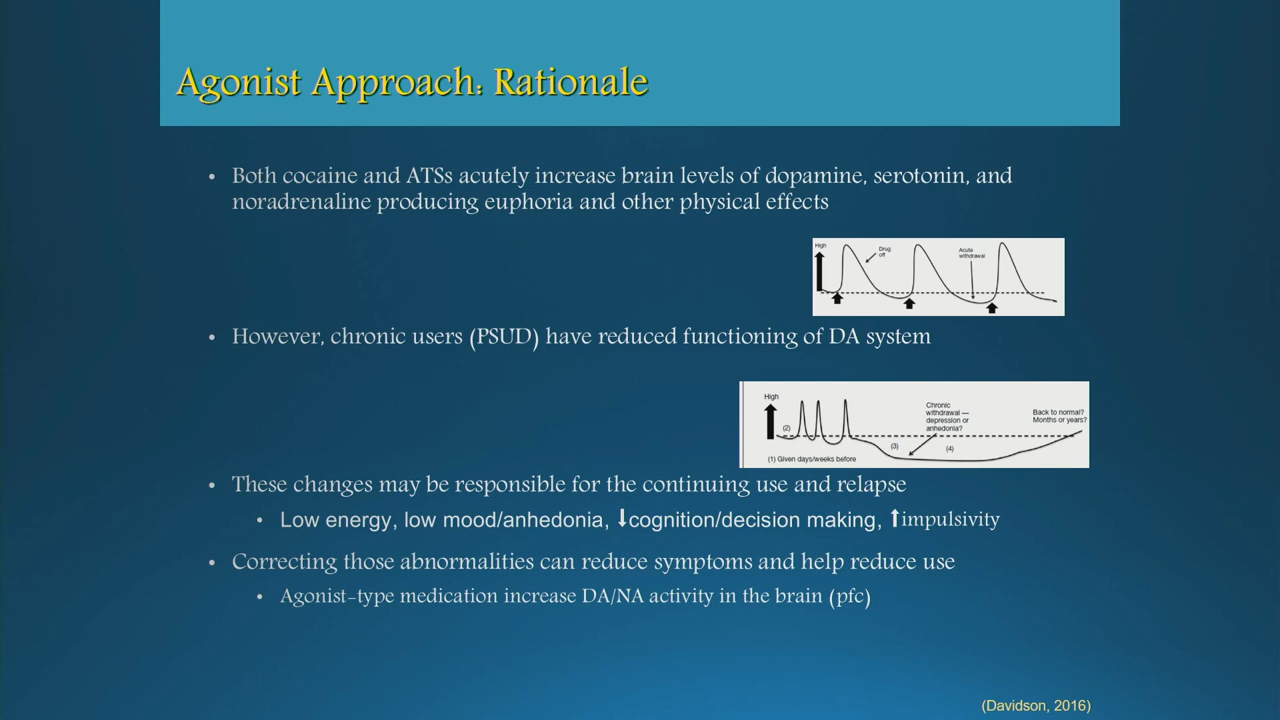 Agonist Approach: Rationale
• Both cocaine and ATSs acutely increase brain levels of dopamine, serotonin, and
noradrenaline producing euphoria and other physical effects
High
Drug
off
Acute
withdrawal
• However, chronic users (PSUD) have reduced functioning of DA system
High
(2)
(1) Given days/weeks before
Chronic
withdrawal —
depression or
anhedonia?
(3)
(4)
Back to normal?
Months or years?
• These changes may be responsible for the continuing use and relapse
• Low energy, low mood/anhedonia, ⬇cognition/decision making, ⬆impulsivity
• Correcting those abnormalities can reduce symptoms and help reduce use
• Agonist-type medication increase DA/NA activity in the brain (pfc)
(Davidson, 2016)